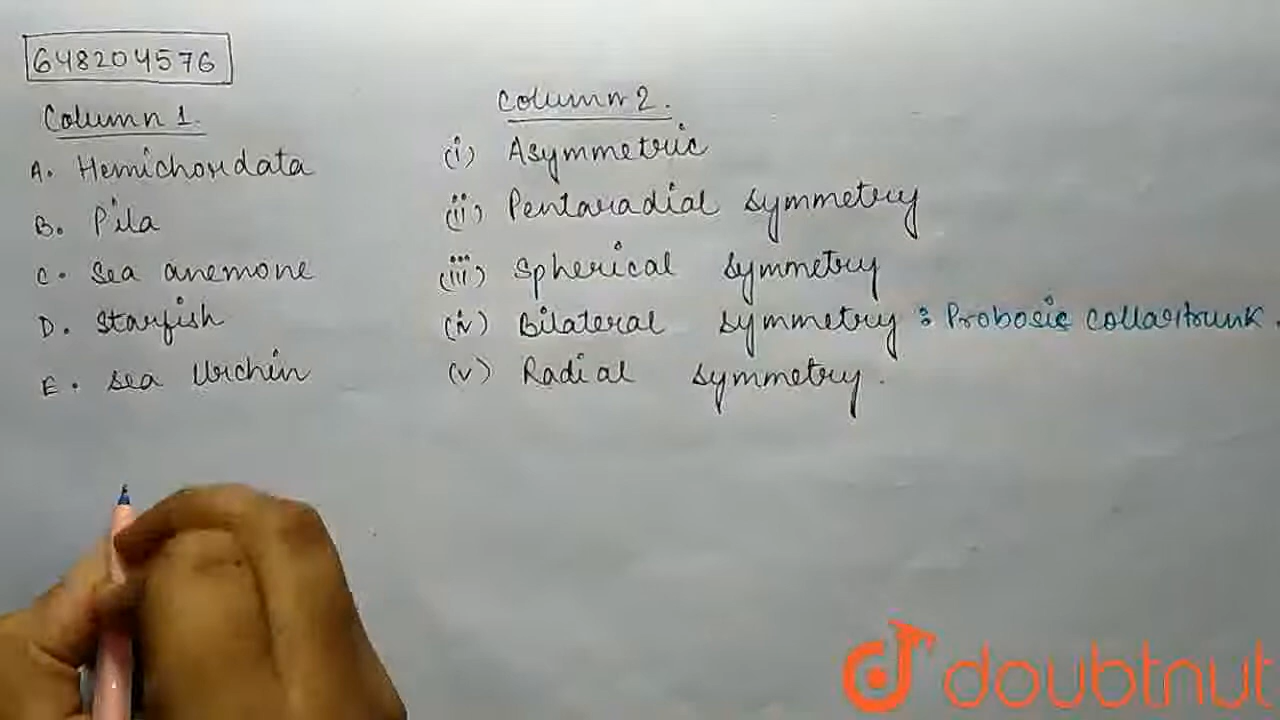 648204576
Column 1.
A. Hemichordata
B. Pila
C. Sea anemone
D. Starfish
E. Sea Urchin
Column 2.
(i) Asymmetric
(ii) Pentaradial symmetry
(iii) Spherical symmetry
(iv) Bilateral symmetry : Probosis collar trunk.
(v) Radial symmetry.
doubtnut